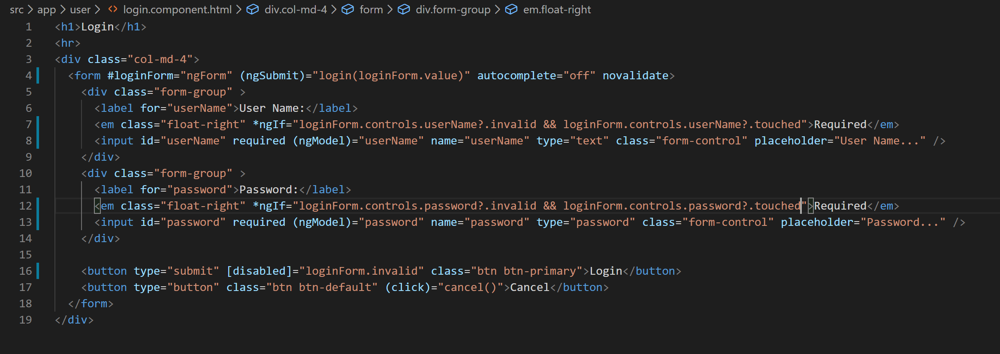 src > app > user > <> login.component.html > div.col-md-4 > form > div.form-group > em.float-right
1 <h1>Login</h1>
2 <hr>
3 <div class="col-md-4">
4   <form #loginForm="ngForm" (ngSubmit)="login(loginForm.value)" autocomplete="off" novalidate>
5     <div class="form-group" >
6       <label for="userName">User Name:</label>
7       <em class="float-right" *ngIf="loginForm.controls.userName?.invalid && loginForm.controls.userName?.touched">Required</em>
8       <input id="userName" required (ngModel)="userName" name="userName" type="text" class="form-control" placeholder="User Name..." />
9     </div>
10     <div class="form-group" >
11       <label for="password">Password:</label>
12       <em class="float-right" *ngIf="loginForm.controls.password?.invalid && loginForm.controls.password?.touched">Required</em>
13       <input id="password" required (ngModel)="password" name="password" type="password" class="form-control" placeholder="Password..." />
14     </div>
15
16     <button type="submit" [disabled]="loginForm.invalid" class="btn btn-primary">Login</button>
17     <button type="button" class="btn btn-default" (click)="cancel()">Cancel</button>
18   </form>
19 </div>